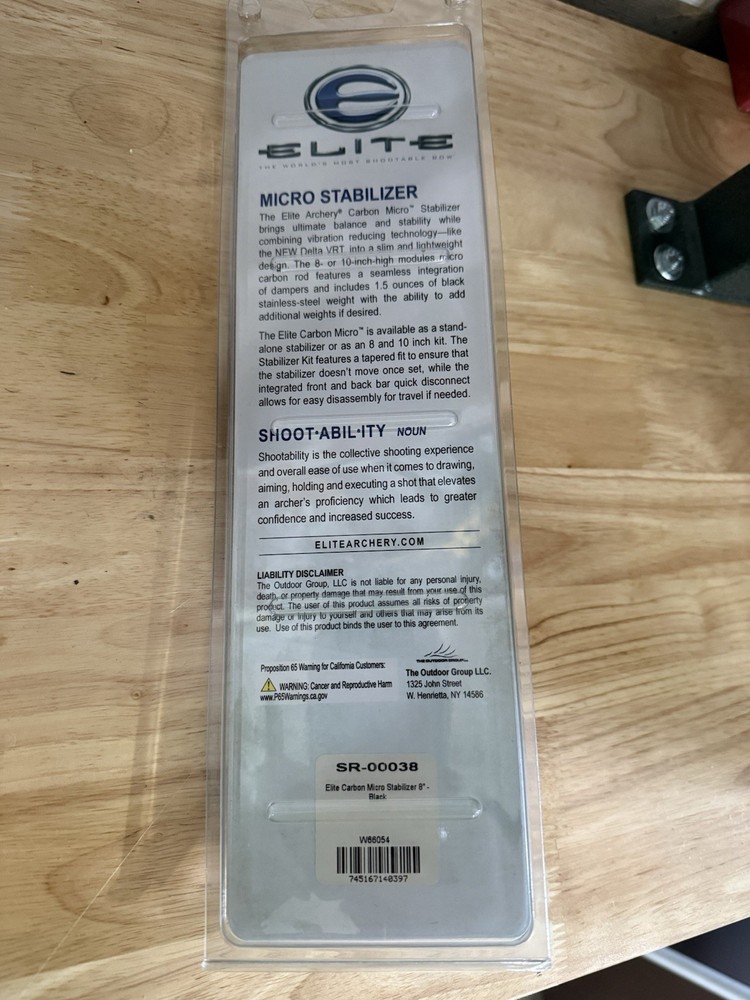 ELITE
THE WORLD'S MOST SHOOTABLE BOW
MICRO STABILIZER
The Elite Archery® Carbon Micro™ Stabilizer
brings ultimate balance and stability while
combining vibration reducing technology—like
the NEW Delta VRT, into a slim and lightweight
design. The 8- or 10-inch-high modules micro
carbon rod features a seamless integration
of dampers and includes 1.5 ounces of black
stainless-steel weight with the ability to add
additional weights if desired.
The Elite Carbon Micro™ is available as a stand-
alone stabilizer or as an 8 and 10 inch kit. The
Stabilizer Kit features a tapered fit to ensure that
the stabilizer doesn't move once set, while the
integrated front and back bar quick disconnect
allows for easy disassembly for travel if needed.
SHOOT•ABIL•ITY NOUN
Shootability is the collective shooting experience
and overall ease of use when it comes to drawing,
aiming, holding and executing a shot that elevates
an archer's proficiency which leads to greater
confidence and increased success.
ELITEARCHERY.COM
LIABILITY DISCLAIMER
The Outdoor Group, LLC is not liable for any personal injury,
death, or property damage that may result from your use of this
product. The user of this product assumes all risks of property
damage or injury to yourself and others that may arise from its
use. Use of this product binds the user to this agreement.
Proposition 65 Warning for California Customers:
WARNING: Cancer and Reproductive Harm
www.P65Warnings.ca.gov
THE OUTDOOR GROUP
The Outdoor Group LLC.
1325 John Street
W. Henrietta, NY 14586
SR-00038
Elite Carbon Micro Stabilizer 8" -
Black
W66054
745167140397